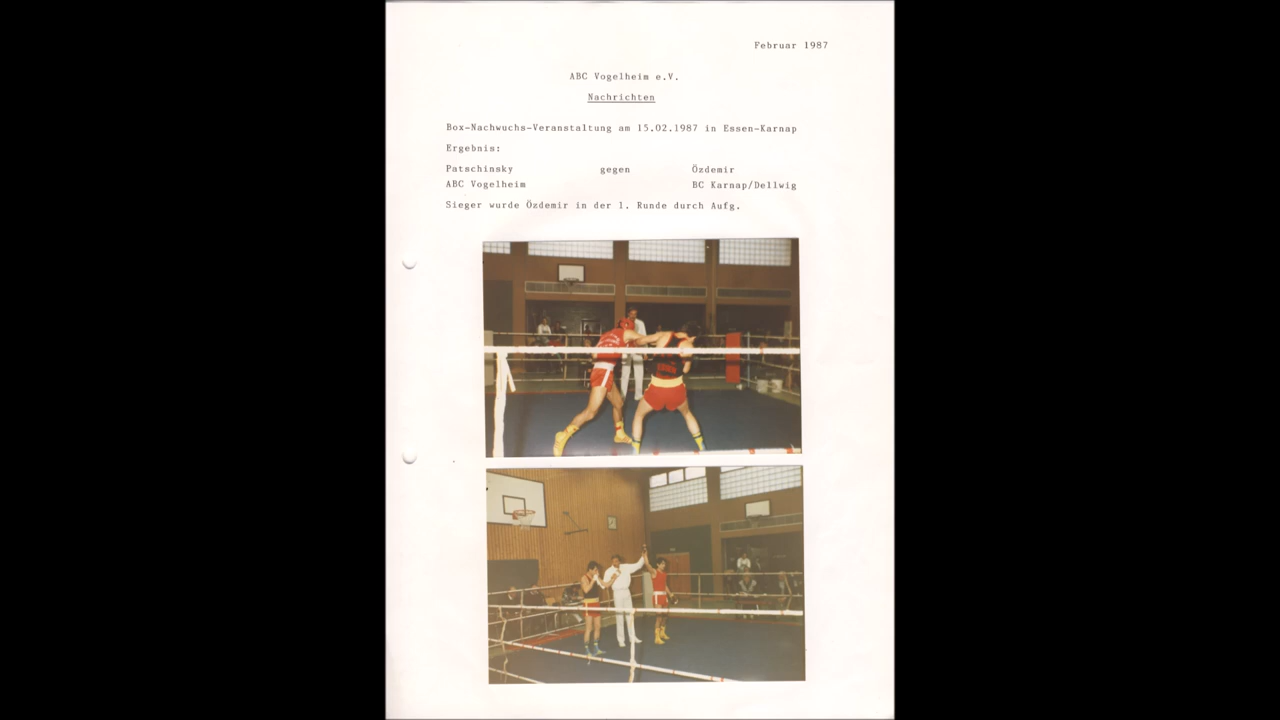 Februar 1987
ABC Vogelheim e.V.
Nachrichten
Box-Nachwuchs-Veranstaltung am 15.02.1987 in Essen-Karnap
Ergebnis:
Patschinsky gegen Özdemir
ABC Vogelheim BC Karnap/Dellwig
Sieger wurde Özdemir in der 1. Runde durch Aufg.